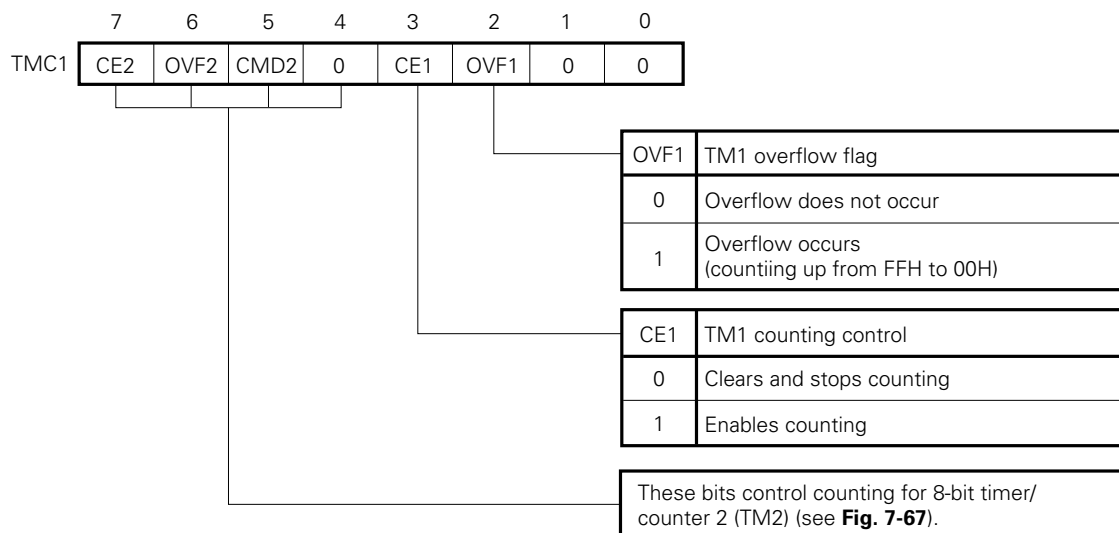 7 6 5 4 3 2 1 0
TMC1 CE2 OVF2 CMD2 0 CE1 OVF1 0 0
OVF1 TM1 overflow flag
0 Overflow does not occur
1 Overflow occurs
(countiing up from FFH to 00H)
CE1 TM1 counting control
0 Clears and stops counting
1 Enables counting
These bits control counting for 8-bit timer/
counter 2 (TM2) (see Fig. 7-67).